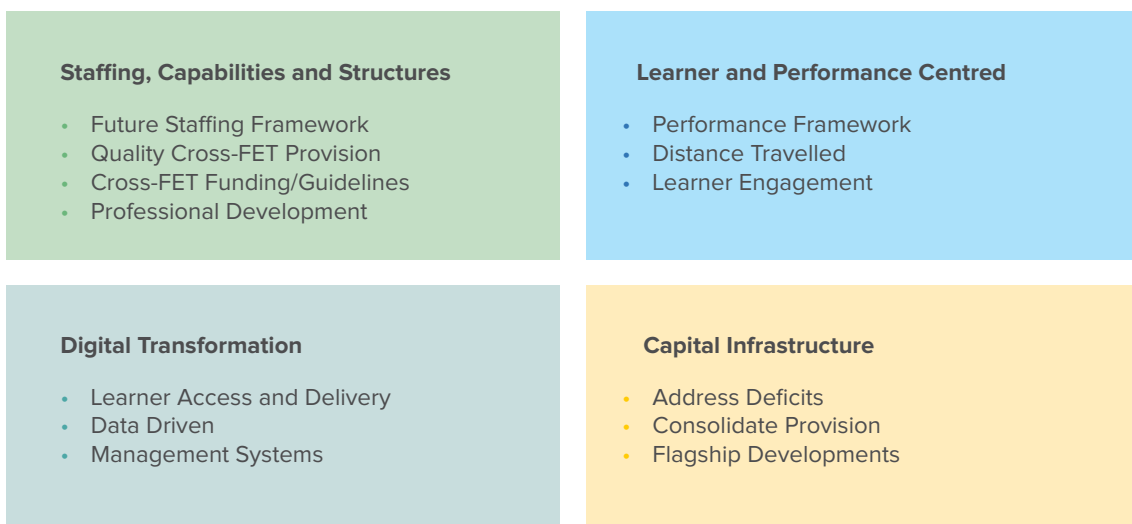 Staffing, Capabilities and Structures
• Future Staffing Framework
• Quality Cross-FET Provision
• Cross-FET Funding/Guidelines
• Professional Development
Learner and Performance Centred
• Performance Framework
• Distance Travelled
• Learner Engagement
Digital Transformation
• Learner Access and Delivery
• Data Driven
• Management Systems
Capital Infrastructure
• Address Deficits
• Consolidate Provision
• Flagship Developments